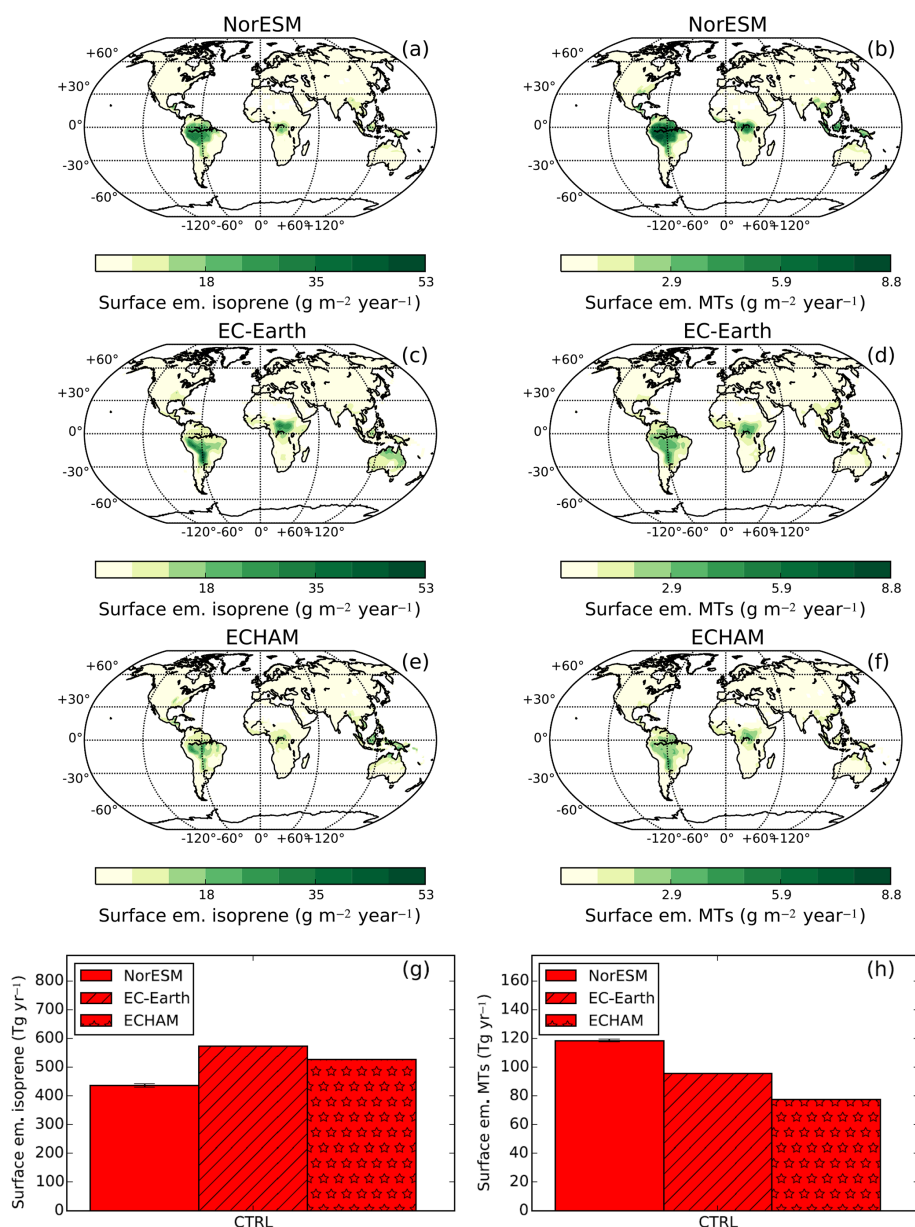 NorESM
(a)
+60°
+30°
0°
-30°
-60°
-120° -60° 0° +60° +120°
18 35 53
Surface em. isoprene (g m⁻² year⁻¹)
NorESM
(b)
+60°
+30°
0°
-30°
-60°
-120° -60° 0° +60° +120°
2.9 5.9 8.8
Surface em. MTs (g m⁻² year⁻¹)
EC-Earth
(c)
+60°
+30°
0°
-30°
-60°
-120° -60° 0° +60° +120°
18 35 53
Surface em. isoprene (g m⁻² year⁻¹)
EC-Earth
(d)
+60°
+30°
0°
-30°
-60°
-120° -60° 0° +60° +120°
2.9 5.9 8.8
Surface em. MTs (g m⁻² year⁻¹)
ECHAM
(e)
+60°
+30°
0°
-30°
-60°
-120° -60° 0° +60° +120°
18 35 53
Surface em. isoprene (g m⁻² year⁻¹)
ECHAM
(f)
+60°
+30°
0°
-30°
-60°
-120° -60° 0° +60° +120°
2.9 5.9 8.8
Surface em. MTs (g m⁻² year⁻¹)
(g)
NorESM
EC-Earth
ECHAM
Surface em. isoprene (Tg yr⁻¹)
800
700
600
500
400
300
200
100
0
CTRL
(h)
NorESM
EC-Earth
ECHAM
Surface em. MTs (Tg yr⁻¹)
160
140
120
100
80
60
40
20
0
CTRL